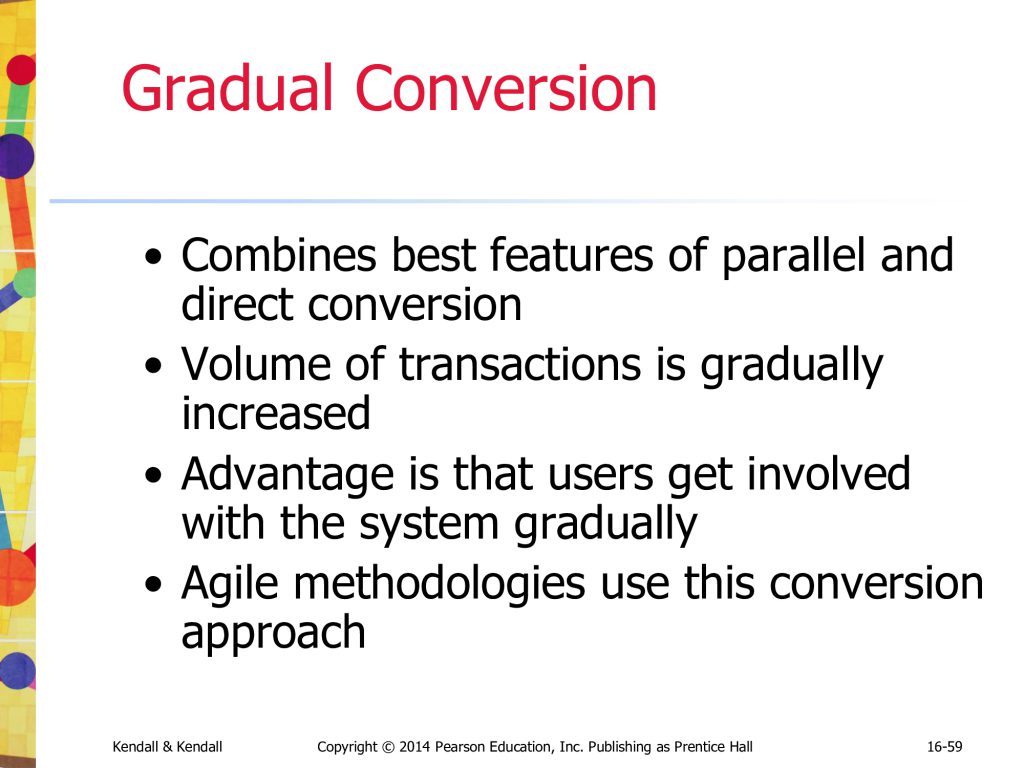 Gradual Conversion
• Combines best features of parallel and
direct conversion
• Volume of transactions is gradually
increased
• Advantage is that users get involved
with the system gradually
• Agile methodologies use this conversion
approach
Kendall & Kendall Copyright © 2014 Pearson Education, Inc. Publishing as Prentice Hall 16-59